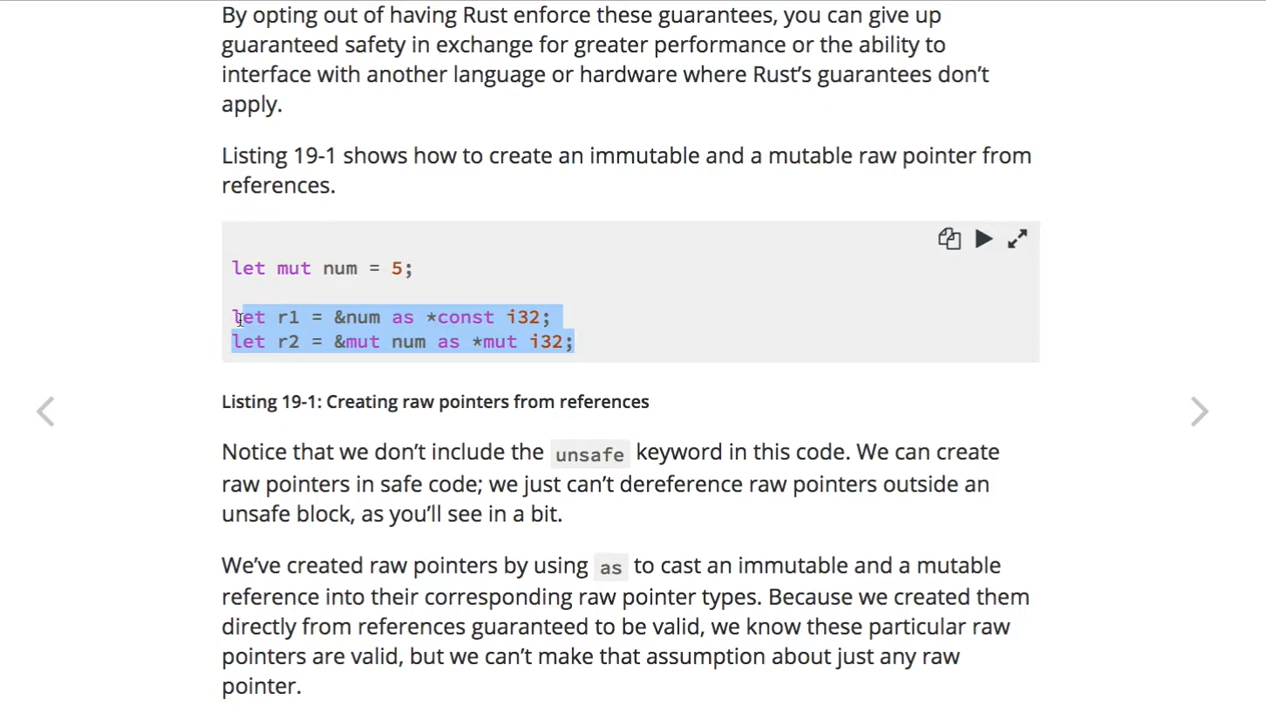 By opting out of having Rust enforce these guarantees, you can give up
guaranteed safety in exchange for greater performance or the ability to
interface with another language or hardware where Rust’s guarantees don’t
apply.
Listing 19-1 shows how to create an immutable and a mutable raw pointer from
references.
let mut num = 5;
let r1 = &num as *const i32;
let r2 = &mut num as *mut i32;
Listing 19-1: Creating raw pointers from references
Notice that we don’t include the unsafe keyword in this code. We can create
raw pointers in safe code; we just can’t dereference raw pointers outside an
unsafe block, as you’ll see in a bit.
We’ve created raw pointers by using as to cast an immutable and a mutable
reference into their corresponding raw pointer types. Because we created them
directly from references guaranteed to be valid, we know these particular raw
pointers are valid, but we can’t make that assumption about just any raw
pointer.